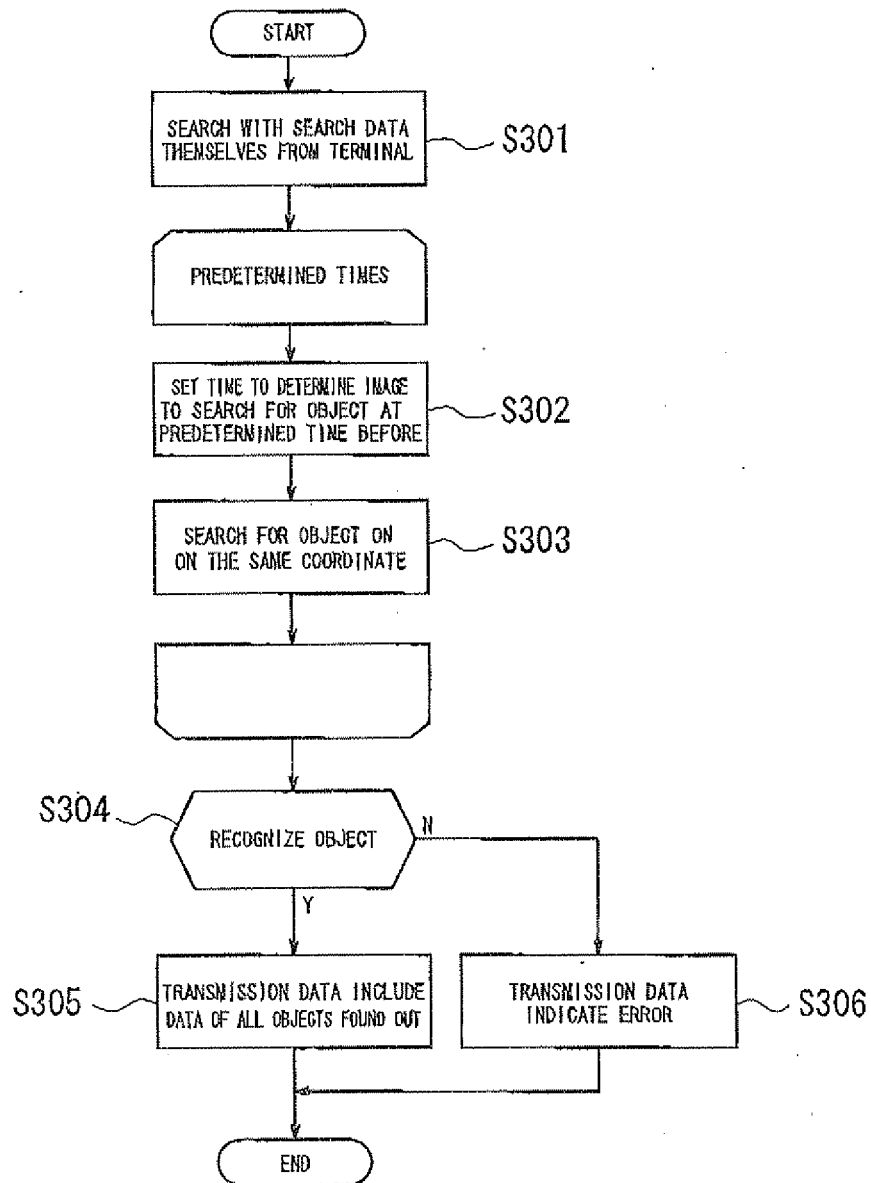 START
SEARCH WITH SEARCH DATA
THEMSELVES FROM TERMINAL
S301
PREDETERMINED TIMES
SET TIME TO DETERMINE IMAGE
TO SEARCH FOR OBJECT AT
PREDETERMINED TIME BEFORE
S302
SEARCH FOR OBJECT ON
ON THE SAME COORDINATE
S303
S304
RECOGNIZE OBJECT
N
Y
S305
TRANSMISSION DATA INCLUDE
DATA OF ALL OBJECTS FOUND OUT
TRANSMISSION DATA
INDICATE ERROR
S306
END